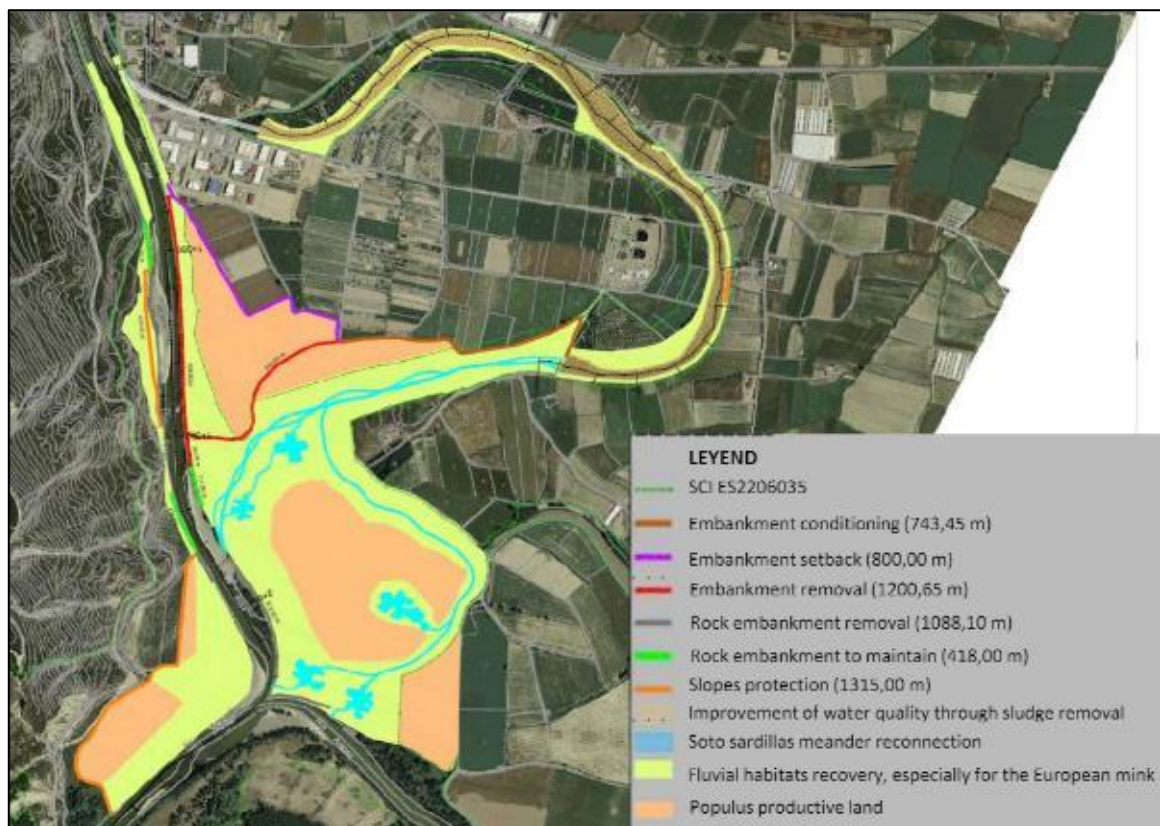 LEYEND
SCI ES2206035
Embankment conditioning (743,45 m)
Embankment setback (800,00 m)
Embankment removal (1200,65 m)
Rock embankment removal (1088,10 m)
Rock embankment to maintain (418,00 m)
Slopes protection (1315,00 m)
Improvement of water quality through sludge removal
Soto sardillas meander reconnection
Fluvial habitats recovery, especially for the European mink
Populus productive land